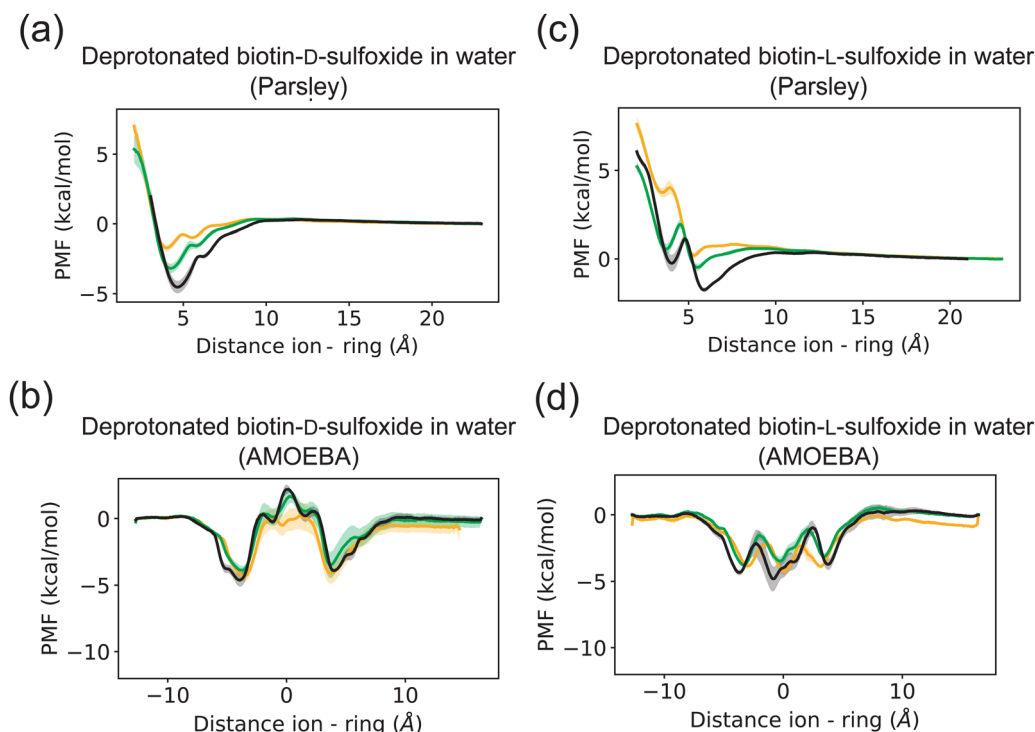 (a)
Deprotonated biotin-D-sulfoxide in water
(Parsley)
PMF (kcal/mol)
5
0
−5
5
10
15
20
Distance ion - ring (Å)
(c)
Deprotonated biotin-L-sulfoxide in water
(Parsley)
PMF (kcal/mol)
5
0
0
5
10
15
20
Distance ion - ring (Å)
(b)
Deprotonated biotin-D-sulfoxide in water
(AMOEBA)
PMF (kcal/mol)
0
−5
−10
−10
0
10
Distance ion - ring (Å)
(d)
Deprotonated biotin-L-sulfoxide in water
(AMOEBA)
PMF (kcal/mol)
0
−5
−10
−10
0
10
Distance ion - ring (Å)